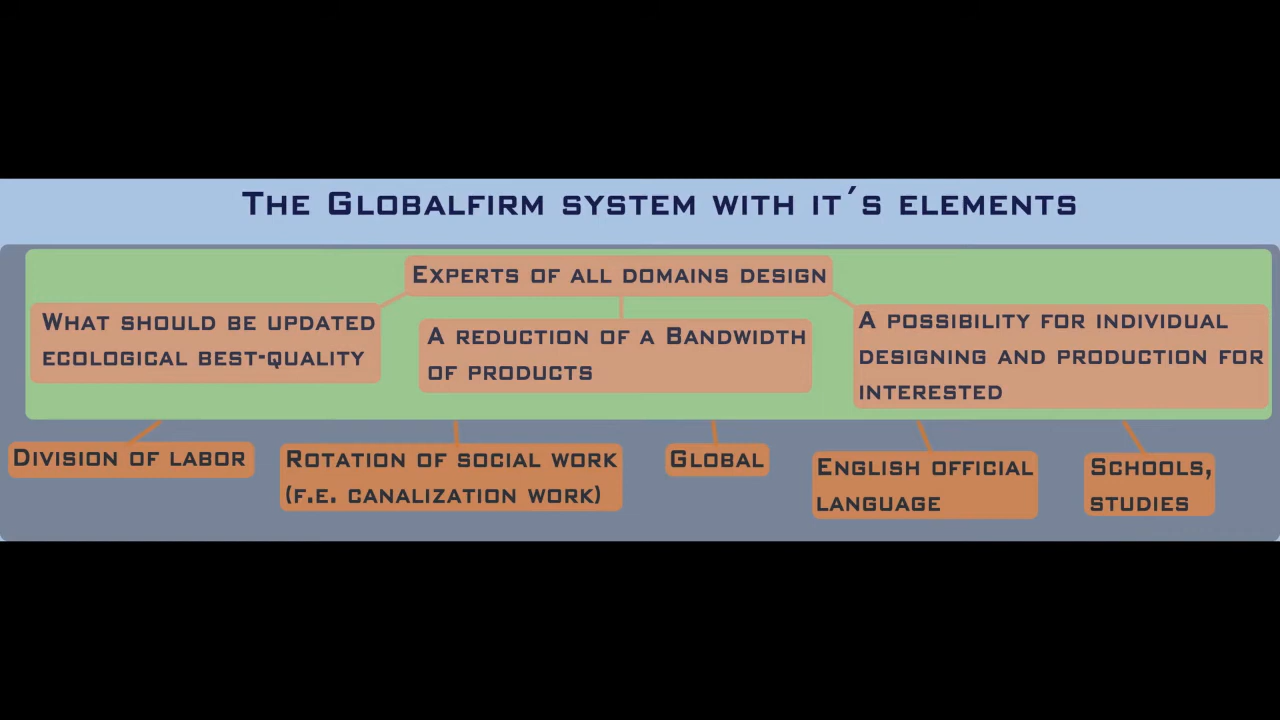 The Globalfirm system with it´s elements
Experts of all domains design
What should be updated
ecological best-quality
A reduction of a Bandwidth
of products
A possibility for individual
designing and production for
interested
Division of labor
Rotation of social work
(f.e. canalization work)
Global
English official
language
Schools,
studies